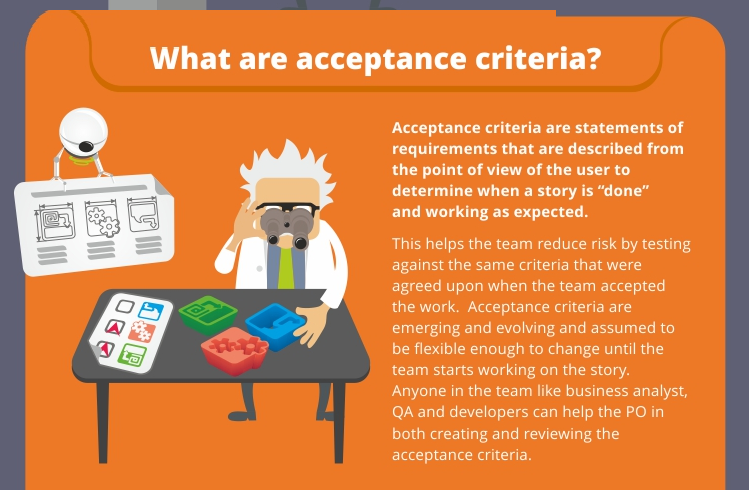 What are acceptance criteria?
Acceptance criteria are statements of
requirements that are described from
the point of view of the user to
determine when a story is “done”
and working as expected.
This helps the team reduce risk by testing
against the same criteria that were
agreed upon when the team accepted
the work.  Acceptance criteria are
emerging and evolving and assumed to
be flexible enough to change until the
team starts working on the story.
Anyone in the team like business analyst,
QA and developers can help the PO in
both creating and reviewing the
acceptance criteria.